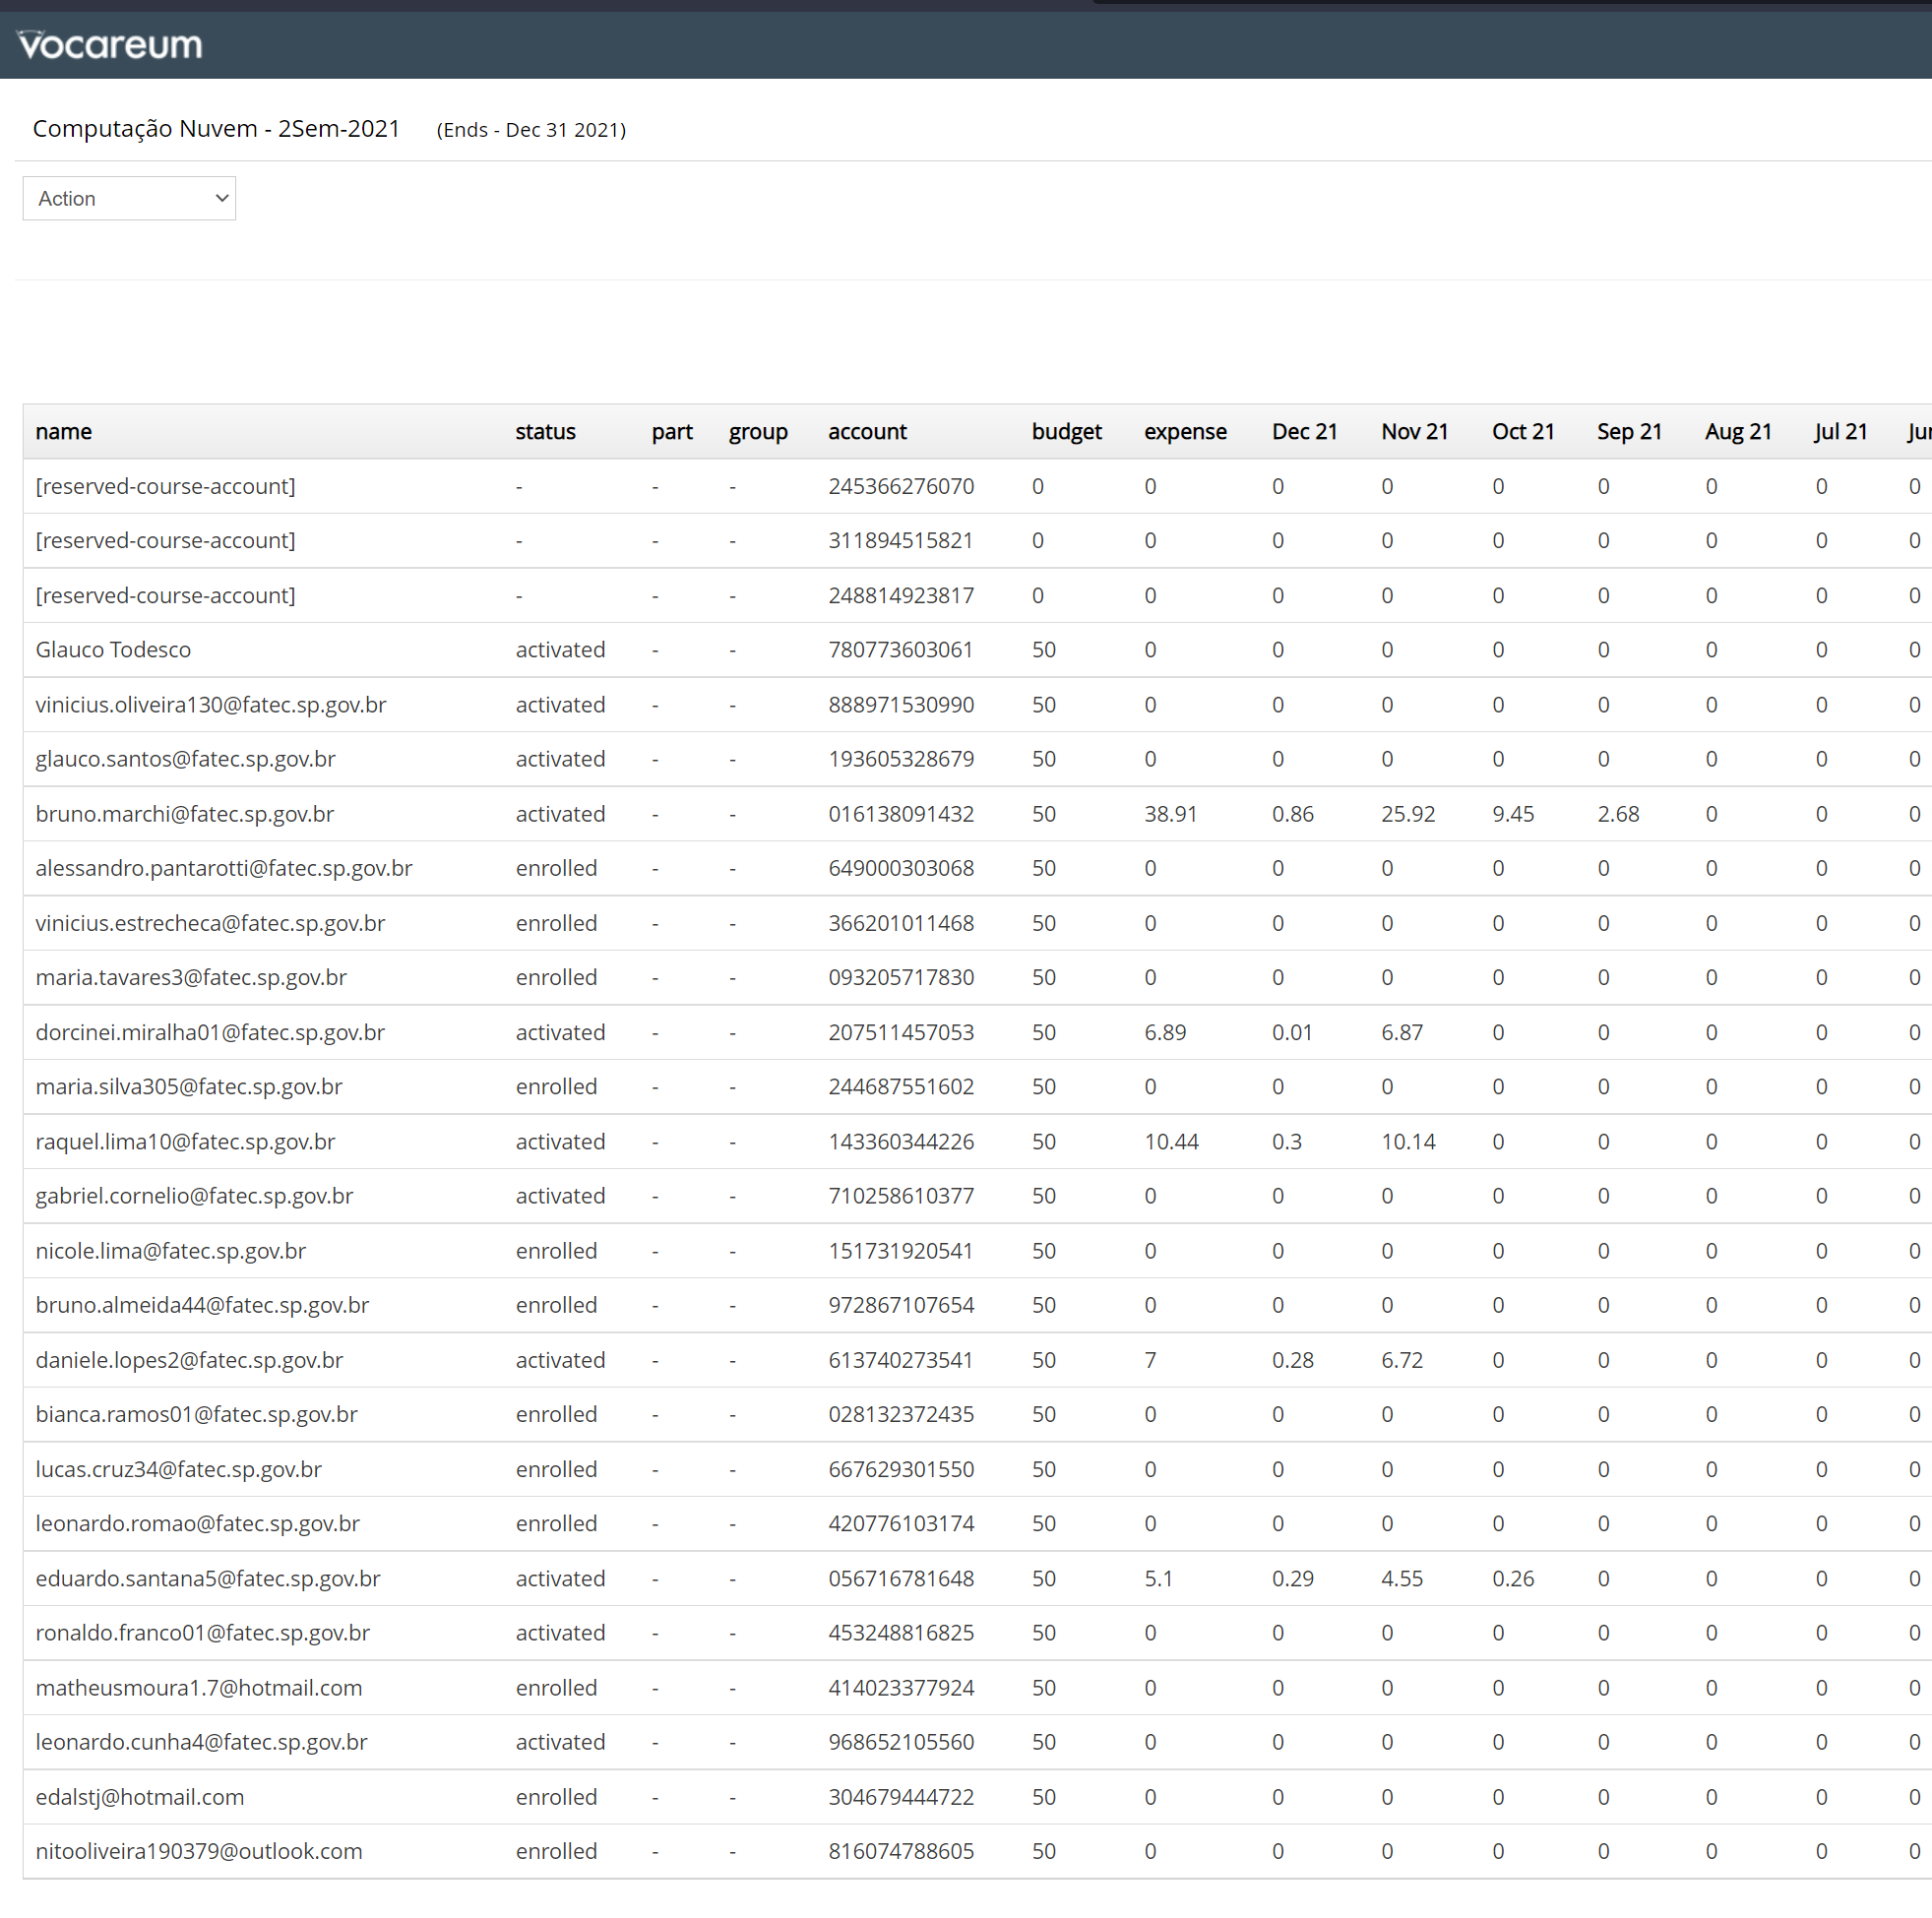 Vocareum
Computação Nuvem - 2Sem-2021 (Ends - Dec 31 2021)
Action
name status part group account budget expense Dec 21 Nov 21 Oct 21 Sep 21 Aug 21 Jul 21
[reserved-course-account] - - - 245366276070 0 0 0 0 0 0 0 0 0
[reserved-course-account] - - - 311894515821 0 0 0 0 0 0 0 0 0
[reserved-course-account] - - - 248814923817 0 0 0 0 0 0 0 0 0
Glauco Todesco activated - - 780773603061 50 0 0 0 0 0 0 0 0
vinicius.oliveira130@fatec.sp.gov.br activated - - 888971530990 50 0 0 0 0 0 0 0 0
glauco.santos@fatec.sp.gov.br activated - - 193605328679 50 0 0 0 0 0 0 0 0
bruno.marchi@fatec.sp.gov.br activated - - 016138091432 50 38.91 0.86 25.92 9.45 2.68 0 0 0
alessandro.pantarotti@fatec.sp.gov.br enrolled - - 649000303068 50 0 0 0 0 0 0 0 0
vinicius.estrecheca@fatec.sp.gov.br enrolled - - 366201011468 50 0 0 0 0 0 0 0 0
maria.tavares3@fatec.sp.gov.br enrolled - - 093205717830 50 0 0 0 0 0 0 0 0
dorcinei.miralha01@fatec.sp.gov.br activated - - 207511457053 50 6.89 0.01 6.87 0 0 0 0 0
maria.silva305@fatec.sp.gov.br enrolled - - 244687551602 50 0 0 0 0 0 0 0 0
raquel.lima10@fatec.sp.gov.br activated - - 143360344226 50 10.44 0.3 10.14 0 0 0 0 0
gabriel.cornelio@fatec.sp.gov.br activated - - 710258610377 50 0 0 0 0 0 0 0 0
nicole.lima@fatec.sp.gov.br enrolled - - 151731920541 50 0 0 0 0 0 0 0 0
bruno.almeida44@fatec.sp.gov.br enrolled - - 972867107654 50 0 0 0 0 0 0 0 0
daniele.lopes2@fatec.sp.gov.br activated - - 613740273541 50 7 0.28 6.72 0 0 0 0 0
bianca.ramos01@fatec.sp.gov.br enrolled - - 028132372435 50 0 0 0 0 0 0 0 0
lucas.cruz34@fatec.sp.gov.br enrolled - - 667629301550 50 0 0 0 0 0 0 0 0
leonardo.romao@fatec.sp.gov.br enrolled - - 420776103174 50 0 0 0 0 0 0 0 0
eduardo.santana5@fatec.sp.gov.br activated - - 056716781648 50 5.1 0.29 4.55 0.26 0 0 0 0
ronaldo.franco01@fatec.sp.gov.br activated - - 453248816825 50 0 0 0 0 0 0 0 0
matheusmoura1.7@hotmail.com enrolled - - 414023377924 50 0 0 0 0 0 0 0 0
leonardo.cunha4@fatec.sp.gov.br activated - - 968652105560 50 0 0 0 0 0 0 0 0
edalstj@hotmail.com enrolled - - 304679444722 50 0 0 0 0 0 0 0 0
nitooliveira190379@outlook.com enrolled - - 816074788605 50 0 0 0 0 0 0 0 0